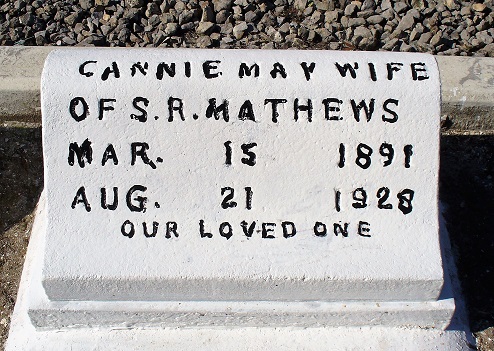 CANNIE MAY WIFE
OF S. R. MATHEWS
MAR. 15 1891
AUG. 21 1928
OUR LOVED ONE